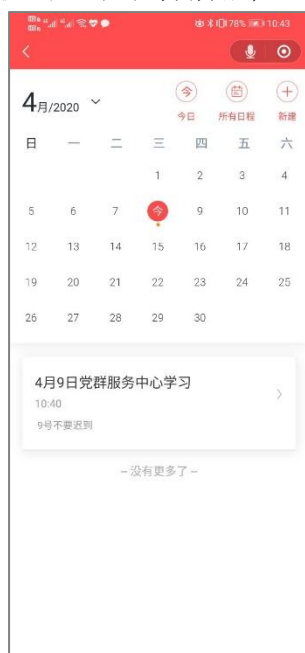 78% 10:43
4月/2020
今
今日
所有日程
新建
日 一 二 三 四 五 六
1 2 3 4
5 6 7 今 9 10 11
12 13 14 15 16 17 18
19 20 21 22 23 24 25
26 27 28 29 30
4月9日党群服务中心学习
10:40
9号不要迟到
~没有更多了~